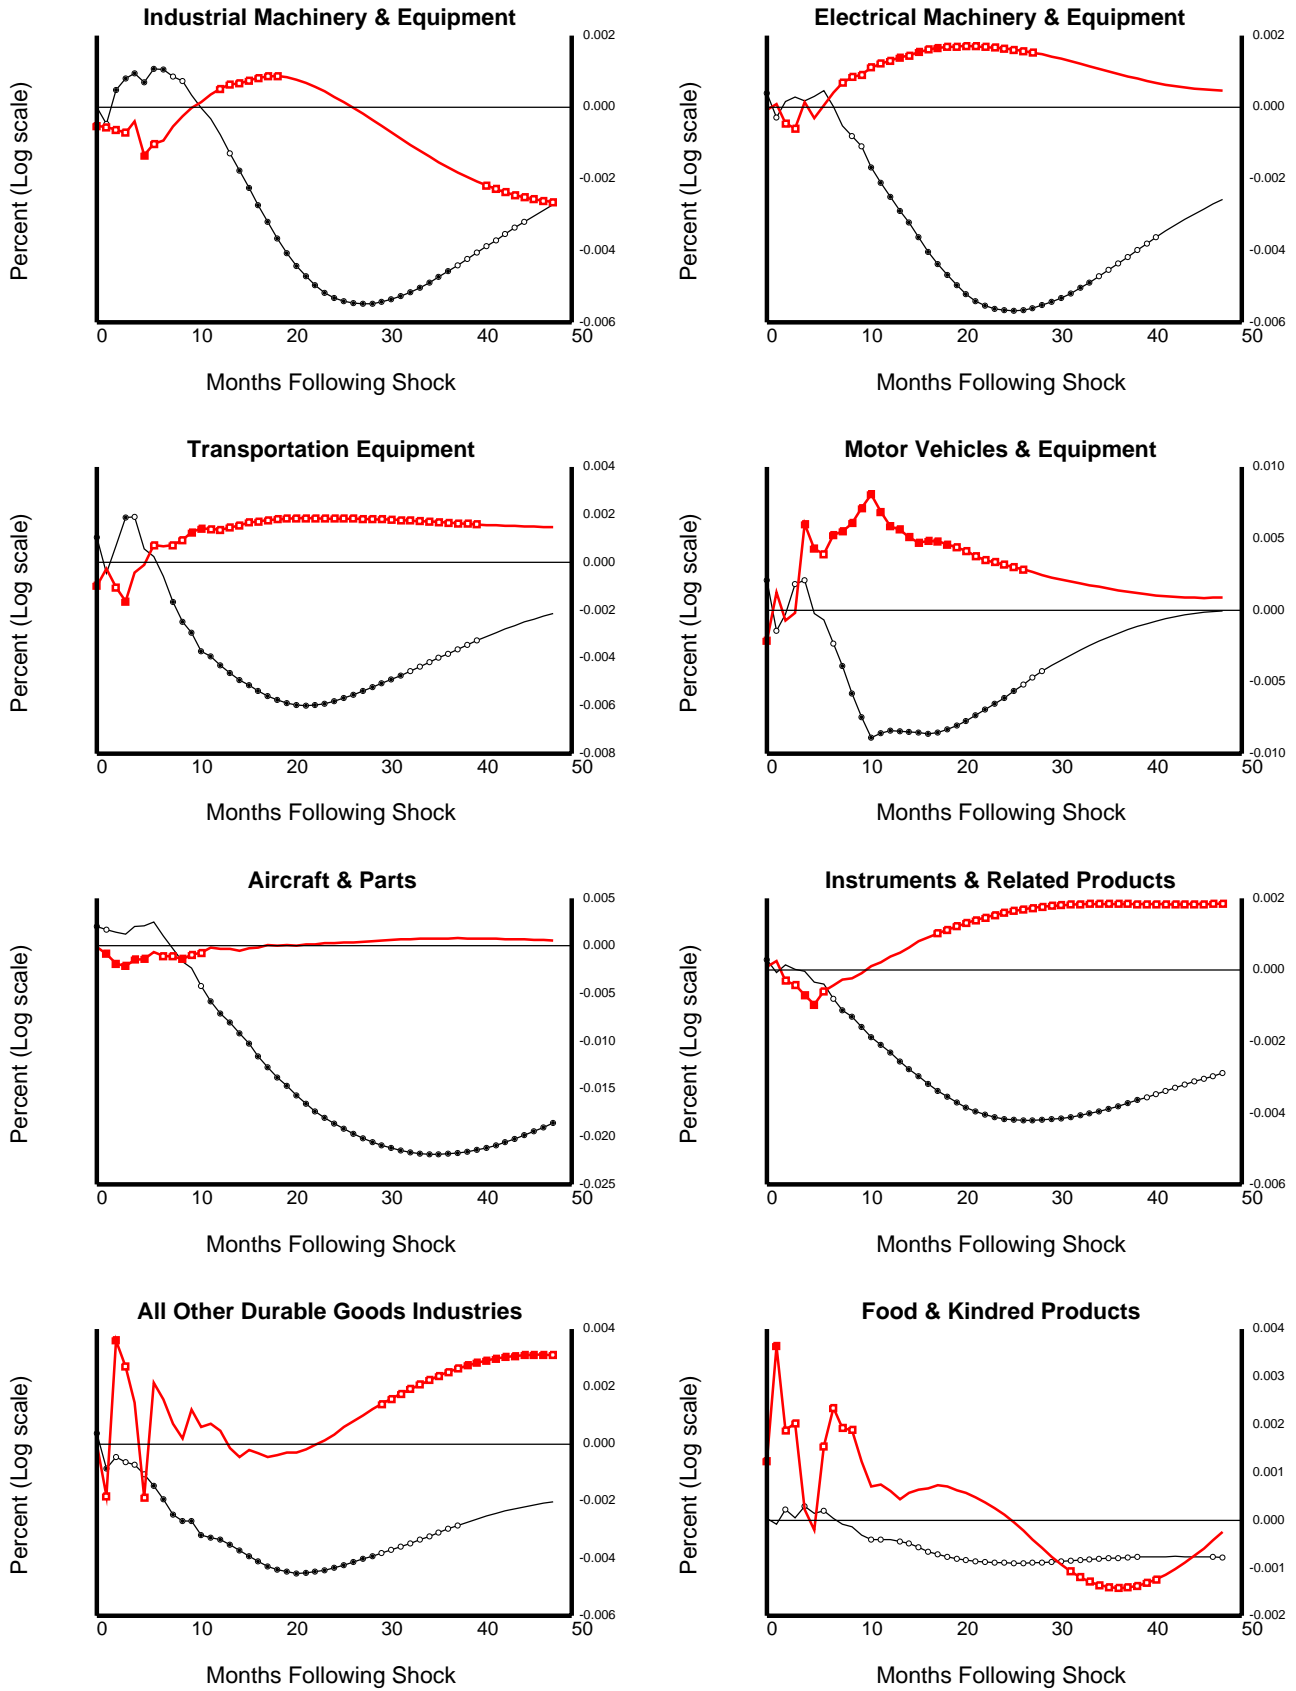 Industrial Machinery & Equipment
Percent (Log scale)
0.002
0.000
-0.002
-0.004
-0.006
0 10 20 30 40 50
Months Following Shock
Electrical Machinery & Equipment
Percent (Log scale)
0.002
0.000
-0.002
-0.004
-0.006
0 10 20 30 40 50
Months Following Shock
Transportation Equipment
Percent (Log scale)
0.004
0.002
0.000
-0.002
-0.004
-0.006
-0.008
0 10 20 30 40 50
Months Following Shock
Motor Vehicles & Equipment
Percent (Log scale)
0.010
0.005
0.000
-0.005
-0.010
0 10 20 30 40 50
Months Following Shock
Aircraft & Parts
Percent (Log scale)
0.005
0.000
-0.005
-0.010
-0.015
-0.020
-0.025
0 10 20 30 40 50
Months Following Shock
Instruments & Related Products
Percent (Log scale)
0.002
0.000
-0.002
-0.004
-0.006
0 10 20 30 40 50
Months Following Shock
All Other Durable Goods Industries
Percent (Log scale)
0.004
0.002
0.000
-0.002
-0.004
-0.006
0 10 20 30 40 50
Months Following Shock
Food & Kindred Products
Percent (Log scale)
0.004
0.003
0.002
0.001
0.000
-0.001
-0.002
0 10 20 30 40 50
Months Following Shock